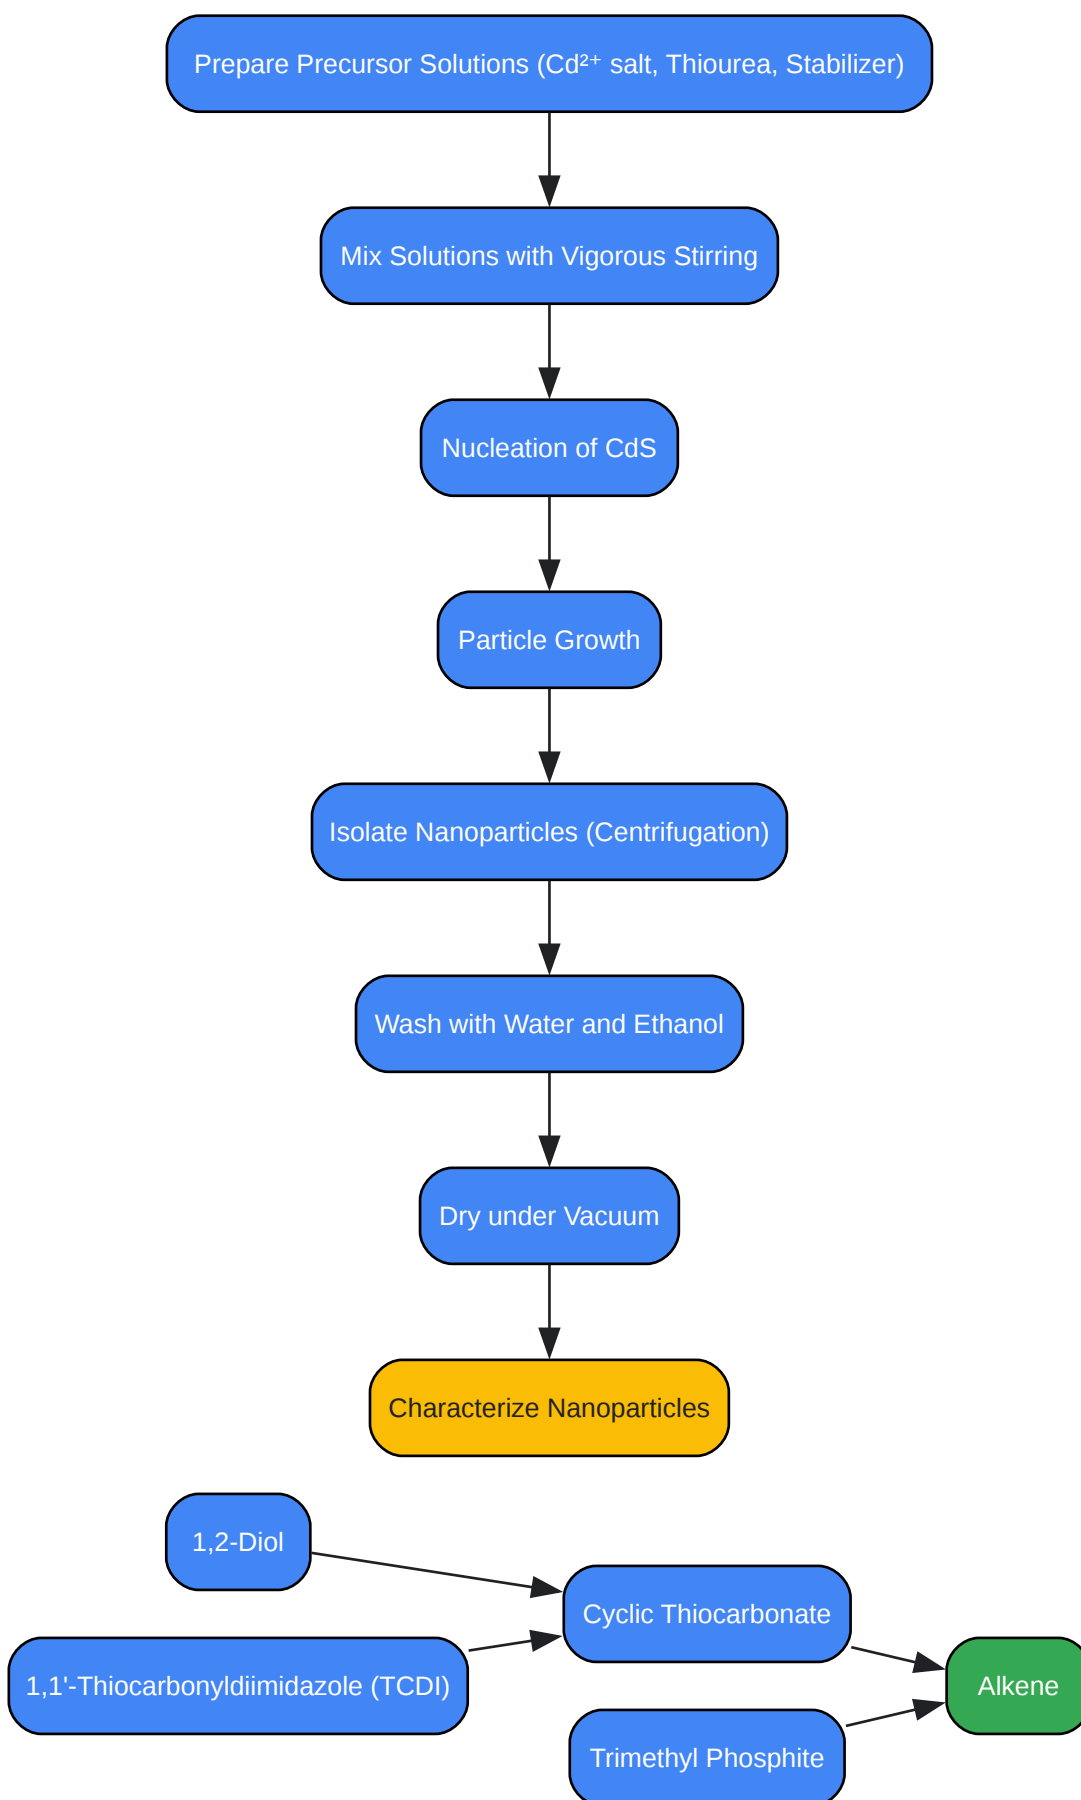 Prepare Precursor Solutions (Cd²⁺ salt, Thiourea, Stabilizer)
Mix Solutions with Vigorous Stirring
Nucleation of CdS
Particle Growth
Isolate Nanoparticles (Centrifugation)
Wash with Water and Ethanol
Dry under Vacuum
Characterize Nanoparticles
1,2-Diol
Cyclic Thiocarbonate
1,1'-Thiocarbonyldiimidazole (TCDI)
Alkene
Trimethyl Phosphite